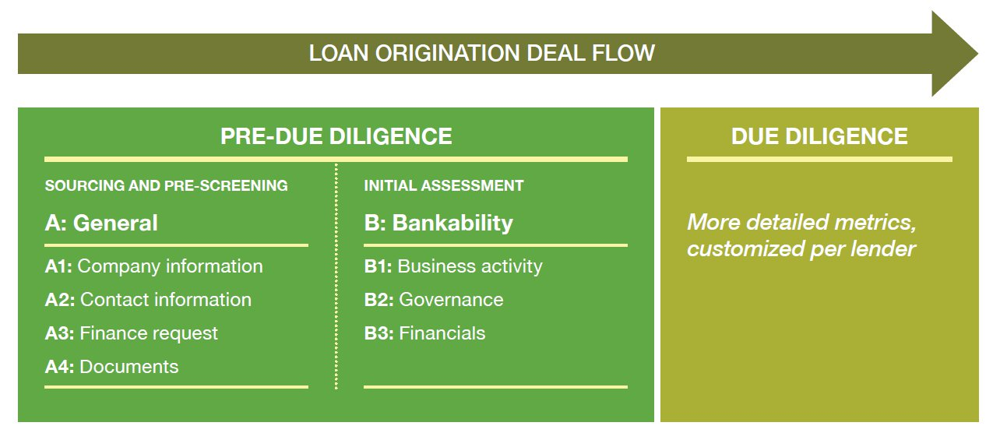 LOAN ORIGINATION DEAL FLOW
PRE-DUE DILIGENCE
SOURCING AND PRE-SCREENING
A: General
A1: Company information
A2: Contact information
A3: Finance request
A4: Documents
INITIAL ASSESSMENT
B: Bankability
B1: Business activity
B2: Governance
B3: Financials
DUE DILIGENCE
More detailed metrics,
customized per lender